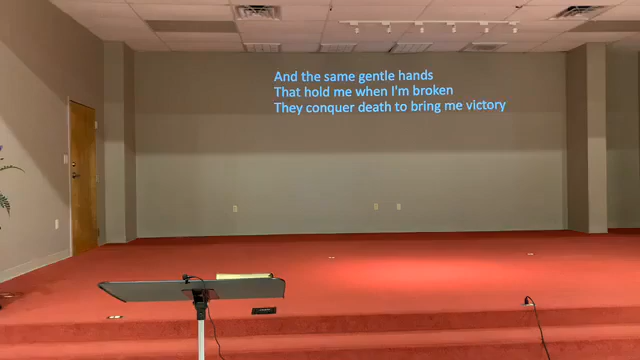 And the same gentle hands
That hold me when I'm broken
They conquer death to bring me victory